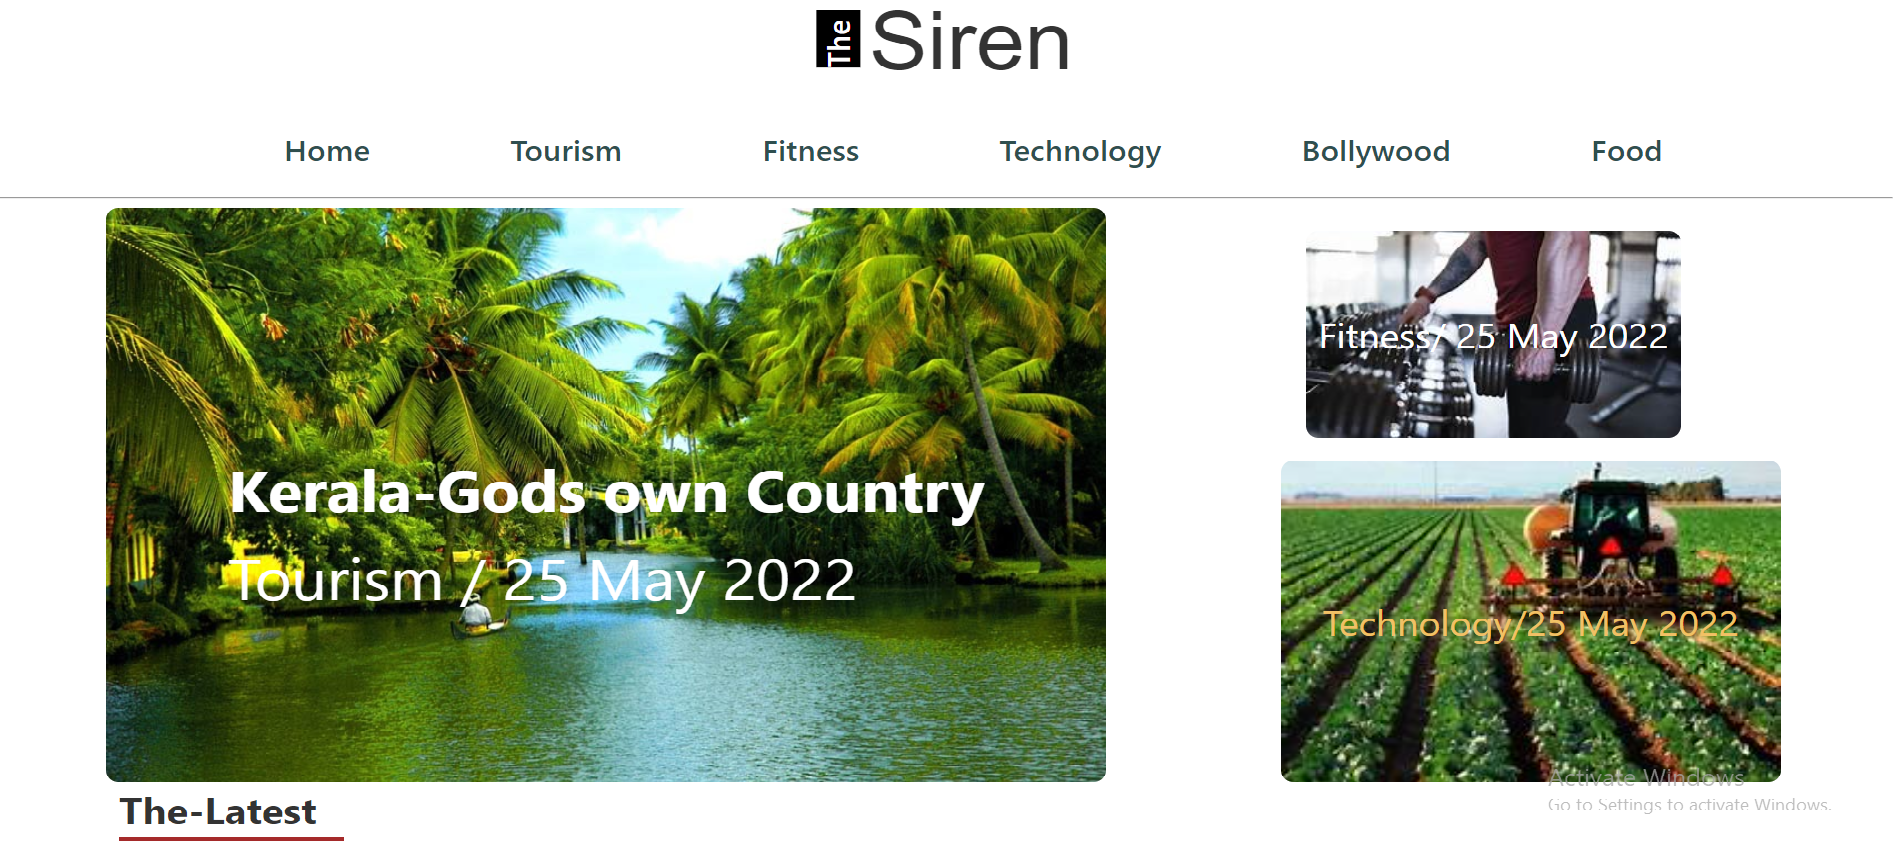 The Siren
Home Tourism Fitness Technology Bollywood Food
Kerala-Gods own Country
Tourism / 25 May 2022
Fitness/ 25 May 2022
Technology/25 May 2022
The-Latest
Activate Windows
Go to Settings to activate Windows.